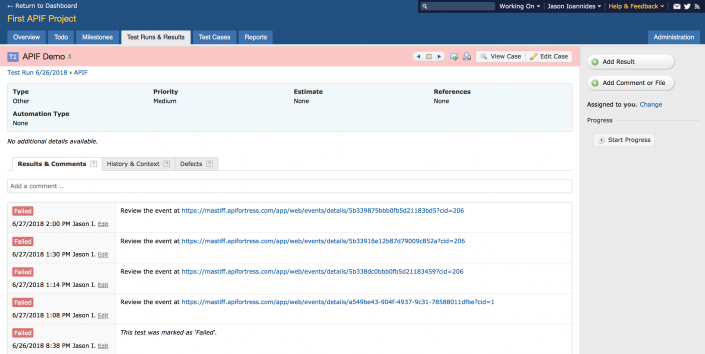 ← Return to Dashboard
Working On
Jason Ioannides
Help & Feedback
First APIF Project
Overview
Todo
Milestones
Test Runs & Results
Test Cases
Reports
Administration
T1 APIF Demo
View Case
Edit Case
Test Run 6/26/2018 › APIF
Type Priority Estimate References
Other Medium None None
Automation Type
None
No additional details available.
Results & Comments ?
History & Context ?
Defects ?
Add a comment ..
Failed
6/27/2018 2:00 PM Jason I. Edit
Review the event at https://mastiff.apifortress.com/app/web/events/details/5b339875bbb0fb5d21183bd5?cid=206
Failed
6/27/2018 1:30 PM Jason I. Edit
Review the event at https://mastiff.apifortress.com/app/web/events/details/5b33916e12b87d79009c852a?cid=206
Failed
6/27/2018 1:14 PM Jason I. Edit
Review the event at https://mastiff.apifortress.com/app/web/events/details/5b338dc0bbb0fb5d21183459?cid=206
Failed
6/27/2018 1:08 PM Jason I. Edit
Review the event at https://mastiff.apifortress.com/app/web/events/details/a549be43-904F-4937-9c31-78588011dfbe?cid=1
Failed
6/26/2018 8:38 PM Jason I. Edit
This test was marked as 'Failed'.
Add Result
Add Comment or File
Assigned to you. Change
Progress
Start Progress